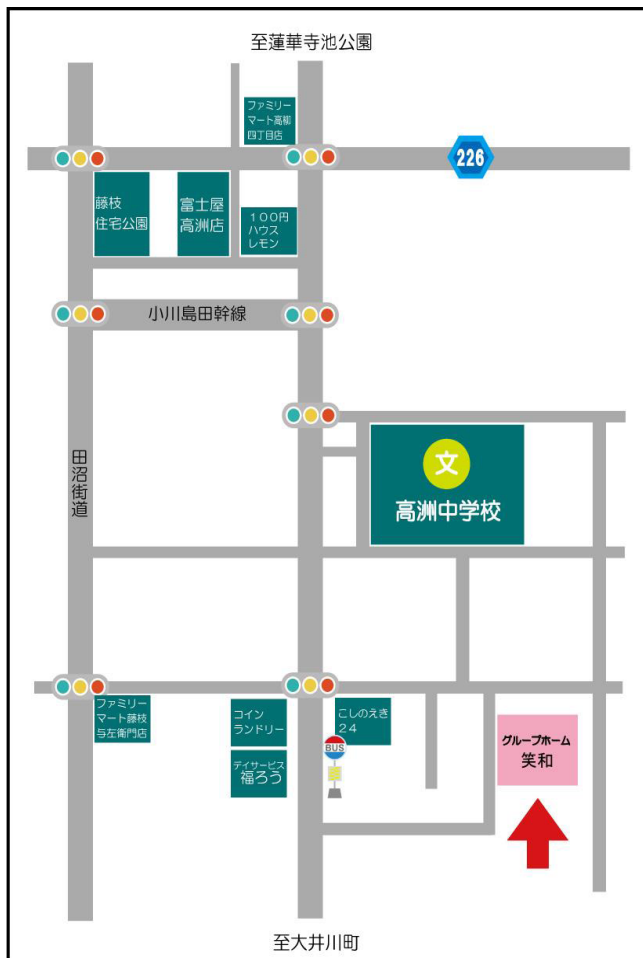 至蓮華寺池公園
ファミリー
マート高柳
四丁目店
226
藤枝
住宅公園
富士屋
高洲店
１００円
ハウス
レモン
小川島田幹線
田沼街道
文
高洲中学校
ファミリー
マート藤枝
与左衛門店
コイン
ランドリー
こしのえき
２４
BUS
デイサービス
福ろう
グループホーム
笑和
至大井川町